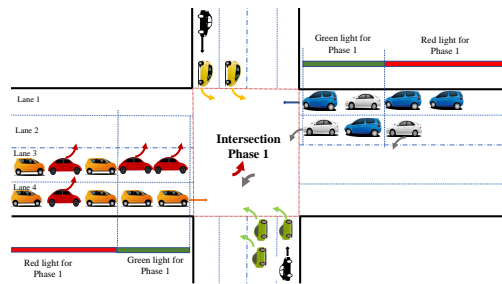 Green light for
Phase 1
Red light for
Phase 1
Lane 1
Lane 2
Lane 3
Lane 4
Intersection
Phase 1
Red light for
Phase 1
Green light for
Phase 1